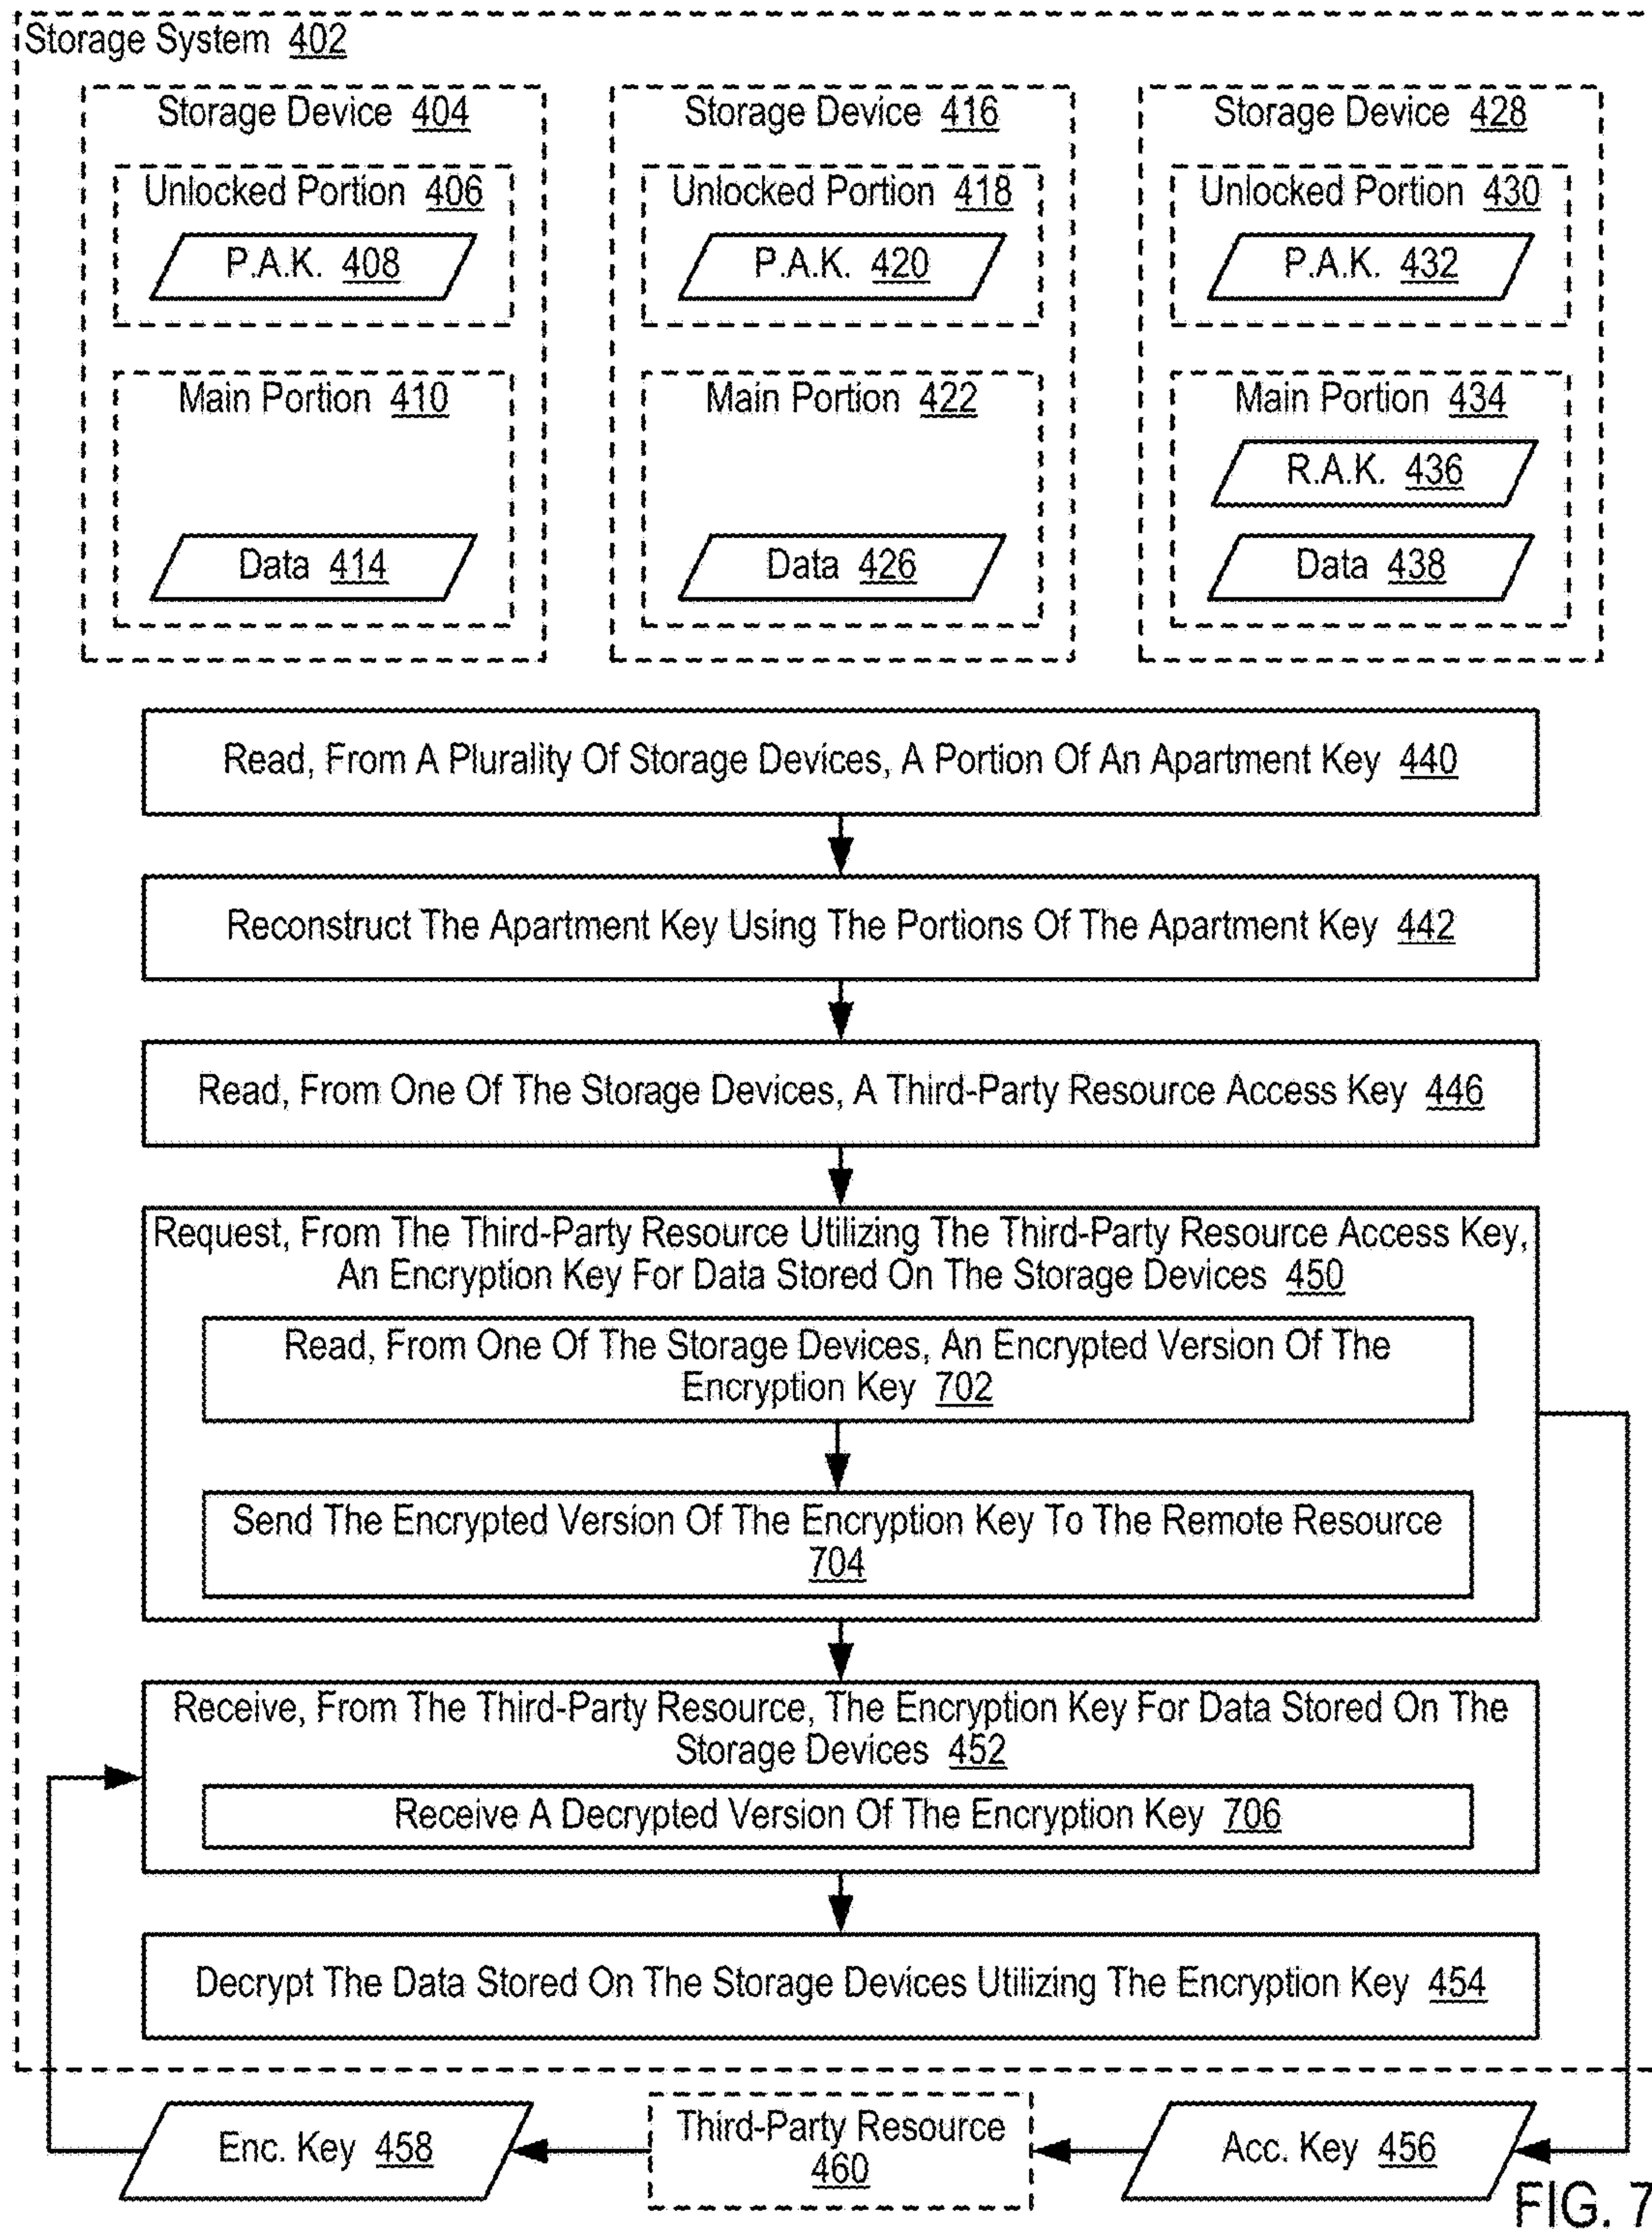 Storage System 402
Storage Device 404
Unlocked Portion 406
P.A.K. 408
Main Portion 410
Data 414
Storage Device 416
Unlocked Portion 418
P.A.K. 420
Main Portion 422
Data 426
Storage Device 428
Unlocked Portion 430
P.A.K. 432
Main Portion 434
R.A.K. 436
Data 438
Read, From A Plurality Of Storage Devices, A Portion Of An Apartment Key 440
Reconstruct The Apartment Key Using The Portions Of The Apartment Key 442
Read, From One Of The Storage Devices, A Third-Party Resource Access Key 446
Request, From The Third-Party Resource Utilizing The Third-Party Resource Access Key,
An Encryption Key For Data Stored On The Storage Devices 450
Read, From One Of The Storage Devices, An Encrypted Version Of The
Encryption Key 702
Send The Encrypted Version Of The Encryption Key To The Remote Resource
704
Receive, From The Third-Party Resource, The Encryption Key For Data Stored On The
Storage Devices 452
Receive A Decrypted Version Of The Encryption Key 706
Decrypt The Data Stored On The Storage Devices Utilizing The Encryption Key 454
Enc. Key 458
Third-Party Resource
460
Acc. Key 456
FIG. 7